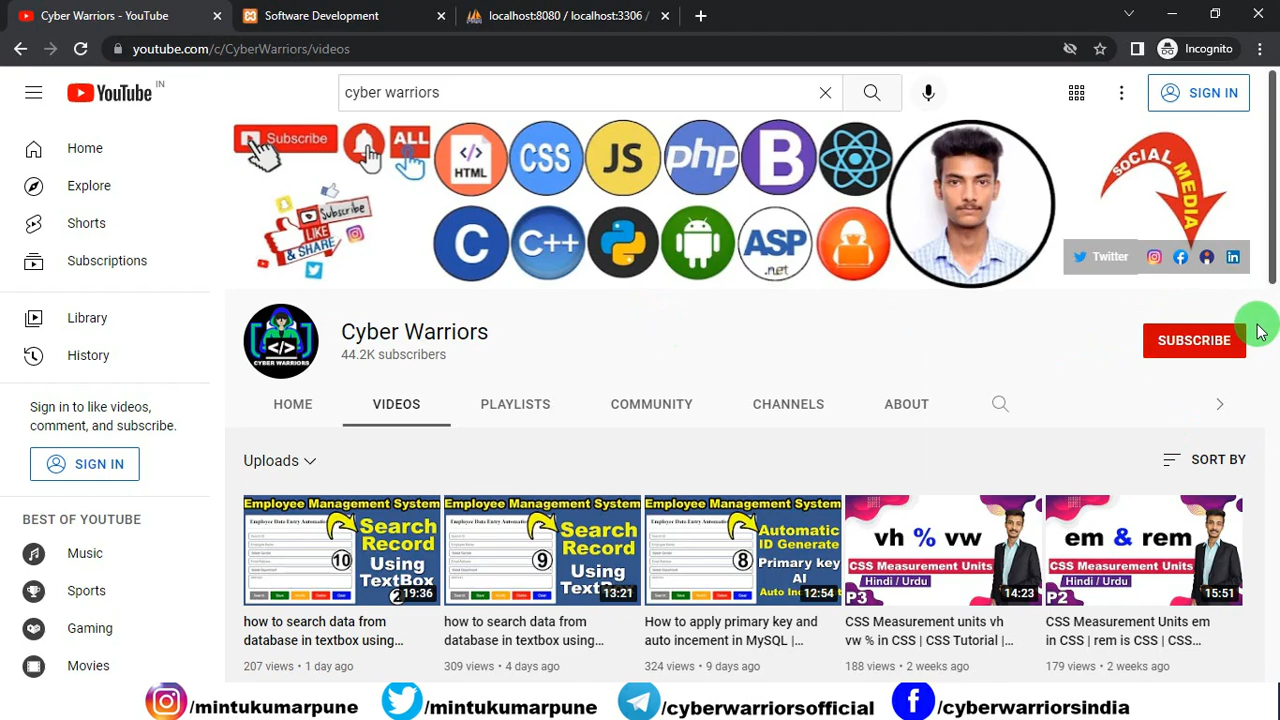 Cyber Warriors - YouTube
Software Development
localhost:8080 / localhost:3306 /
youtube.com/c/CyberWarriors/videos
Incognito
YouTube IN
cyber warriors
SIGN IN
Home
Explore
Shorts
Subscriptions
Library
History
Sign in to like videos,
comment, and subscribe.
SIGN IN
BEST OF YOUTUBE
Music
Sports
Gaming
Movies
Subscribe
ALL
HTML
CSS
JS
php
B
C
C++
ASP
.net
Subscribe
LIKE
& SHARE
SOCIAL MEDIA
Twitter
CYBER WARRIORS
Cyber Warriors
44.2K subscribers
SUBSCRIBE
HOME
VIDEOS
PLAYLISTS
COMMUNITY
CHANNELS
ABOUT
Uploads
SORT BY
Employee Management System
Search
Record
Using
TextBox
10
2
19:36
how to search data from
database in textbox using...
207 views • 1 day ago
Employee Management System
Search
Record
Using
9
13:21
how to search data from
database in textbox using...
309 views • 4 days ago
Employee Management System
Automatic
ID Generate
Primary key
AI
8
12:54
How to apply primary key and
auto incement in MySQL |...
324 views • 9 days ago
vh % vw
CSS Measurement Units
Hindi / Urdu
P3
14:23
CSS Measurement units vh
vw % in CSS | CSS Tutorial |...
188 views • 2 weeks ago
em & rem
CSS Measurement Units
Hindi / Urdu
P2
15:51
CSS Measurement Units em
in CSS | rem is CSS | CSS...
179 views • 2 weeks ago
/mintukumarpune
/mintukumarpune
/cyberwarriorsofficial
/cyberwarriorsindia